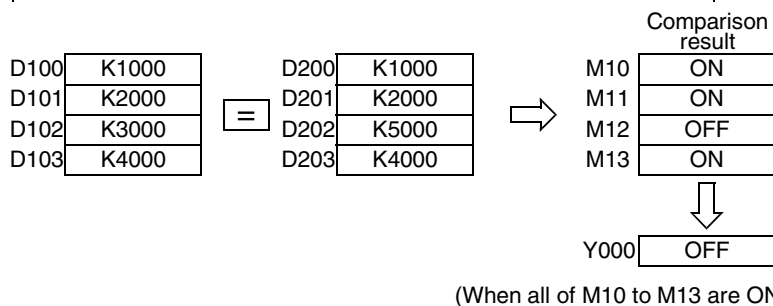 Comparison
result
D100 K1000 D200 K1000 M10 ON
D101 K2000 = D201 K2000 M11 ON
D102 K3000 D202 K5000 M12 OFF
D103 K4000 D203 K4000 M13 ON
Y000 OFF
(When all of M10 to M13 are ON